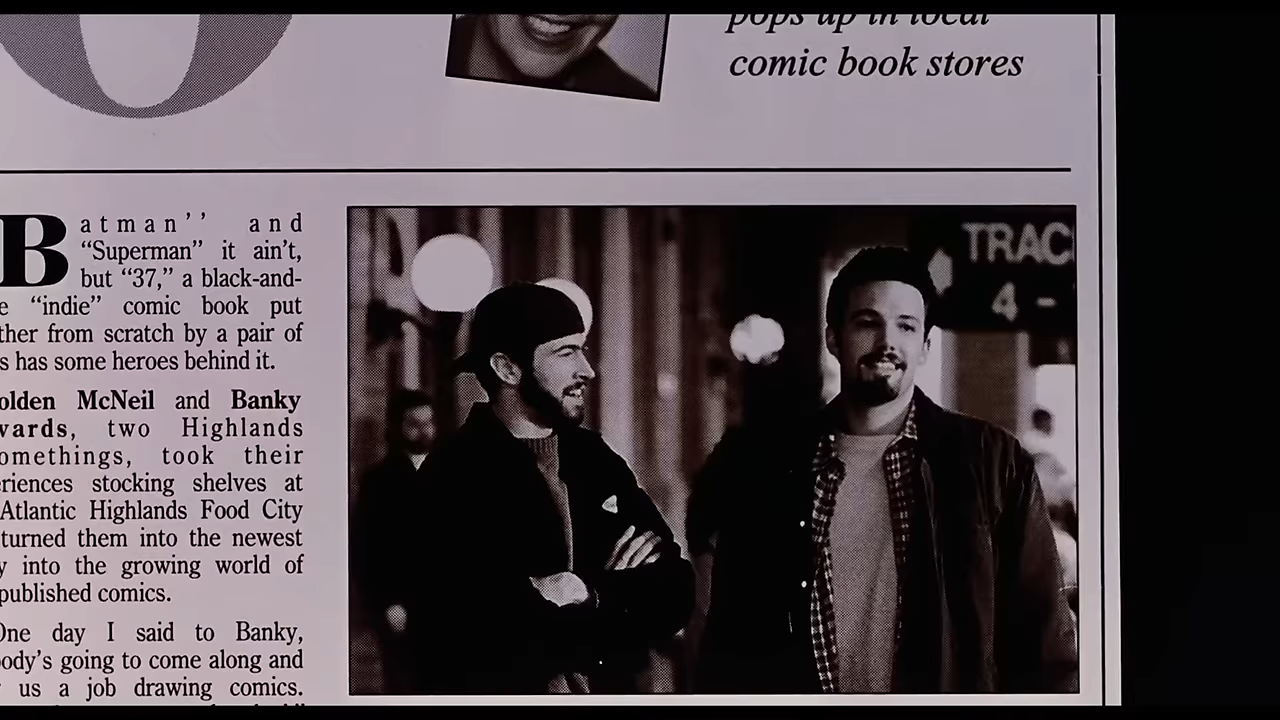 pops up in local
comic book stores
Batman’’ and
“Superman” it ain’t,
but “37,” a black-and-
e “indie” comic book put
ther from scratch by a pair of
s has some heroes behind it.
olden McNeil and Banky
wards, two Highlands
omethings, took their
riences stocking shelves at
Atlantic Highlands Food City
turned them into the newest
y into the growing world of
published comics.
One day I said to Banky,
body’s going to come along and
us a job drawing comics.
TRAC
4 -